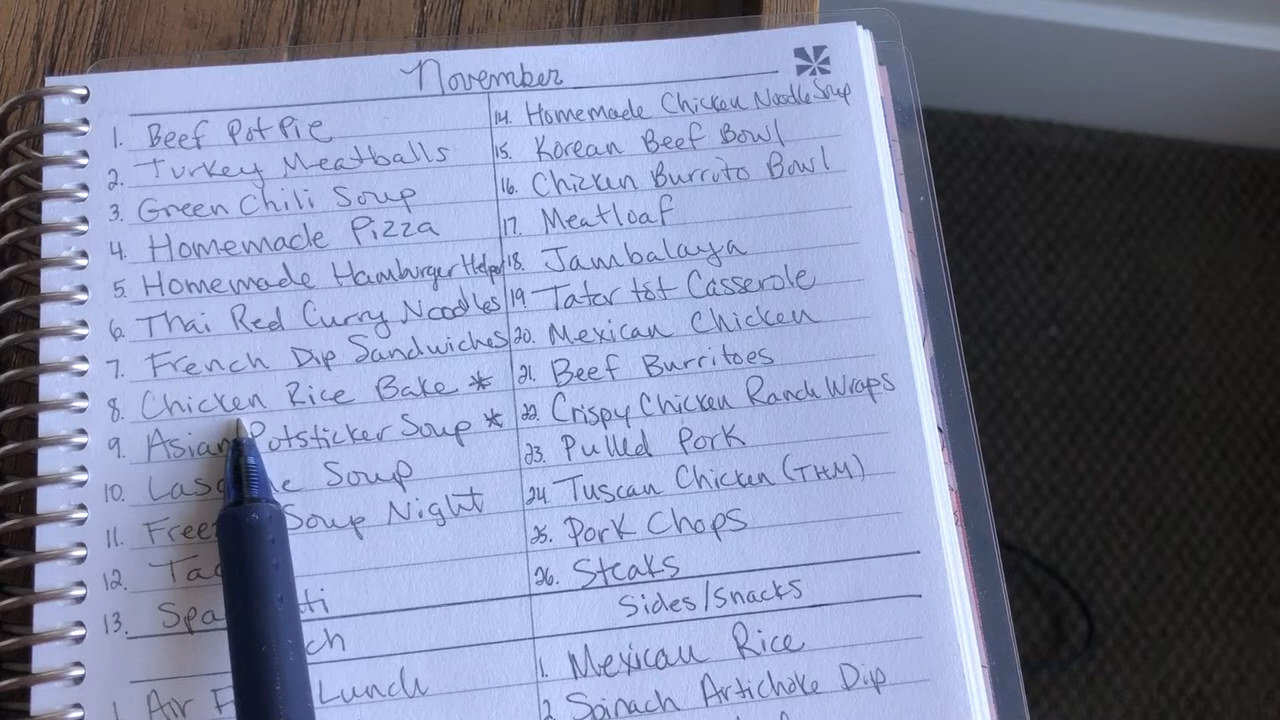 November
1. Beef Pot Pie
2. Turkey Meatballs
3. Green Chili Soup
4. Homemade Pizza
5. Homemade Hamburger Helper
6. Thai Red Curry Noodles
7. French Dip Sandwiches
8. Chicken Rice Bake *
9. Asian Potsticker Soup *
10. Soup
11. Soup Night
12.
13.
14. Homemade Chicken Noodle Soup
15. Korean Beef Bowl
16. Chicken Burrito Bowl
17. Meatloaf
18. Jambalaya
19. Tator tot Casserole
20. Mexican Chicken
21. Beef Burritoes
22. Crispy Chicken Ranch Wraps
23. Pulled Pork
24. Tuscan Chicken (THM)
25. Pork Chops
26. Steaks
1. Air Lunch
Sides/Snacks
1. Mexican Rice
2. Spinach Artichoke Dip